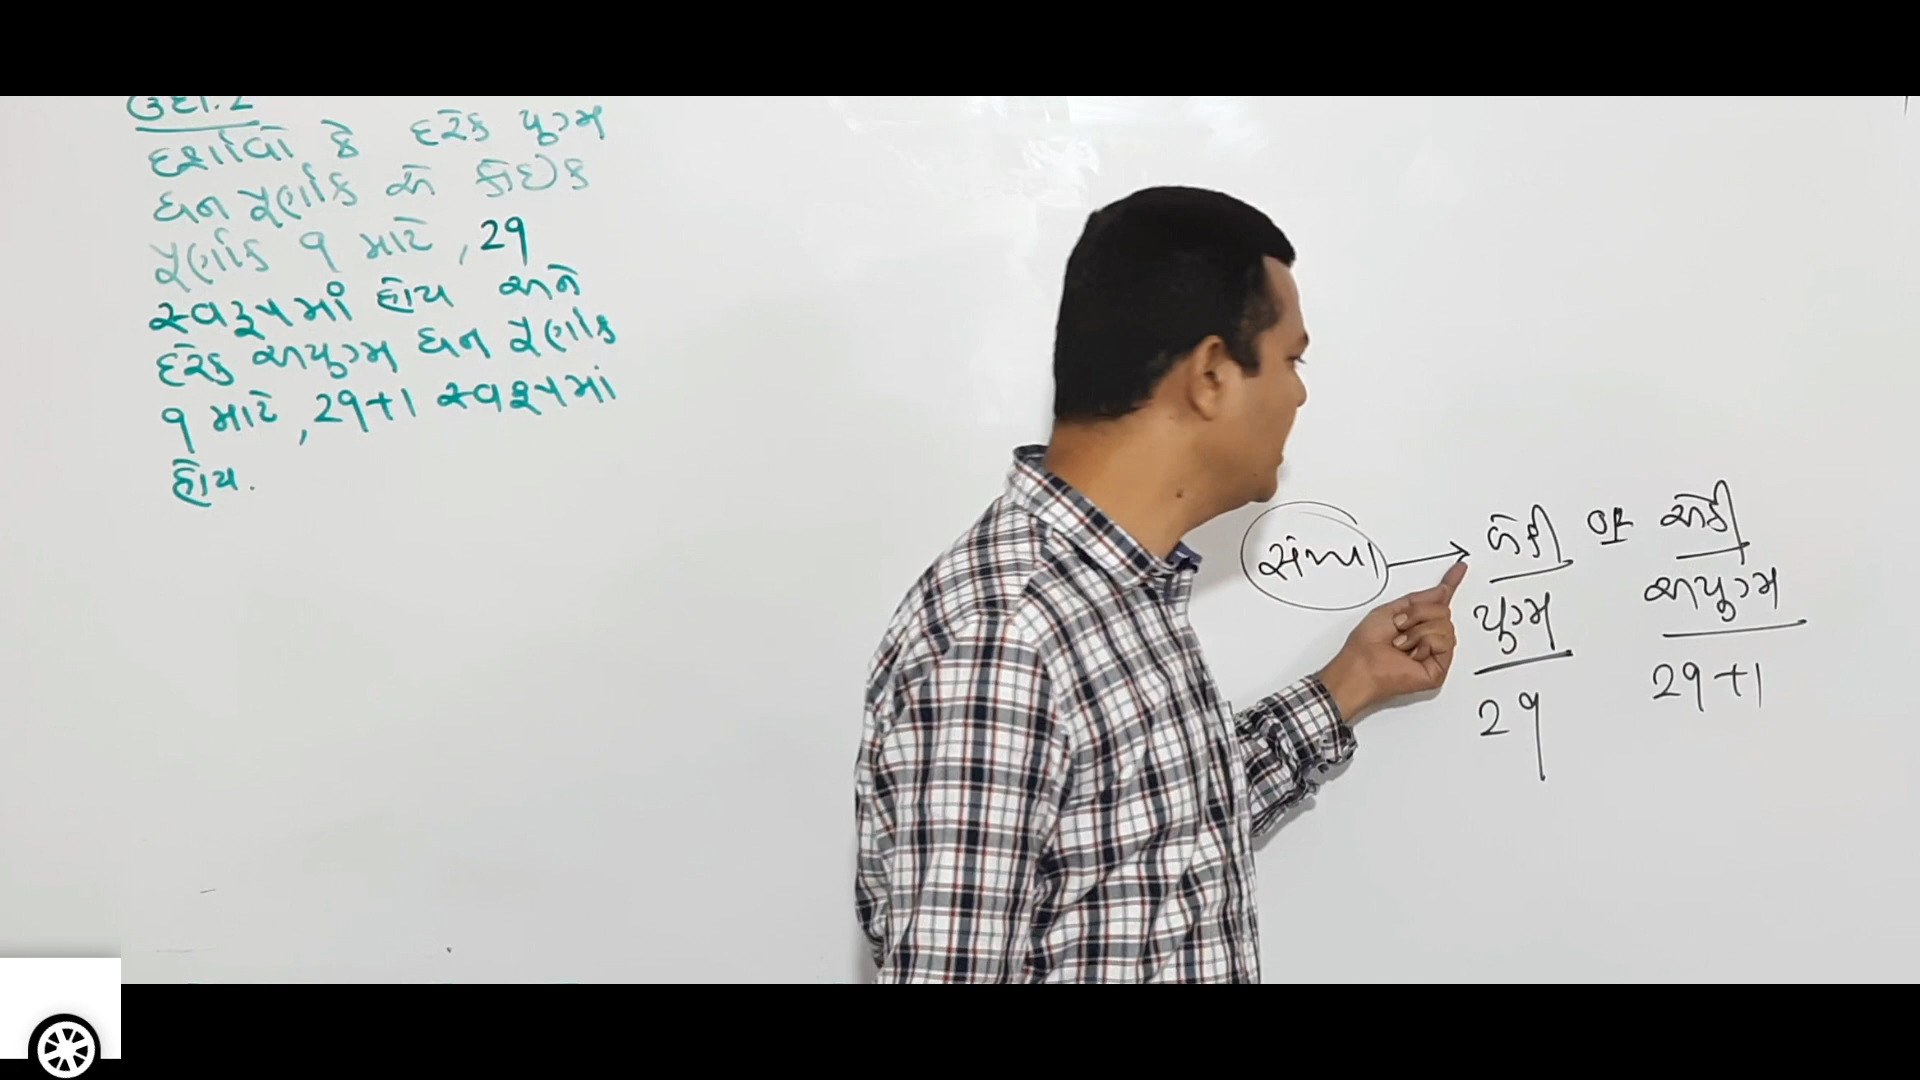 ઉદા.2
દર્શાવો કે દરેક યુગ્મ
ધન પૂર્ણાંક એ કોઈક
પૂર્ણાંક q માટે, 2q
સ્વરૂપમાં હોય અને
દરેક અયુગ્મ ધન પૂર્ણાંક
q માટે, 2q+1 સ્વરૂપમાં
હોય.
સંખ્યા → બેકી or એકી
યુગ્મ અયુગ્મ
2q 2q+1